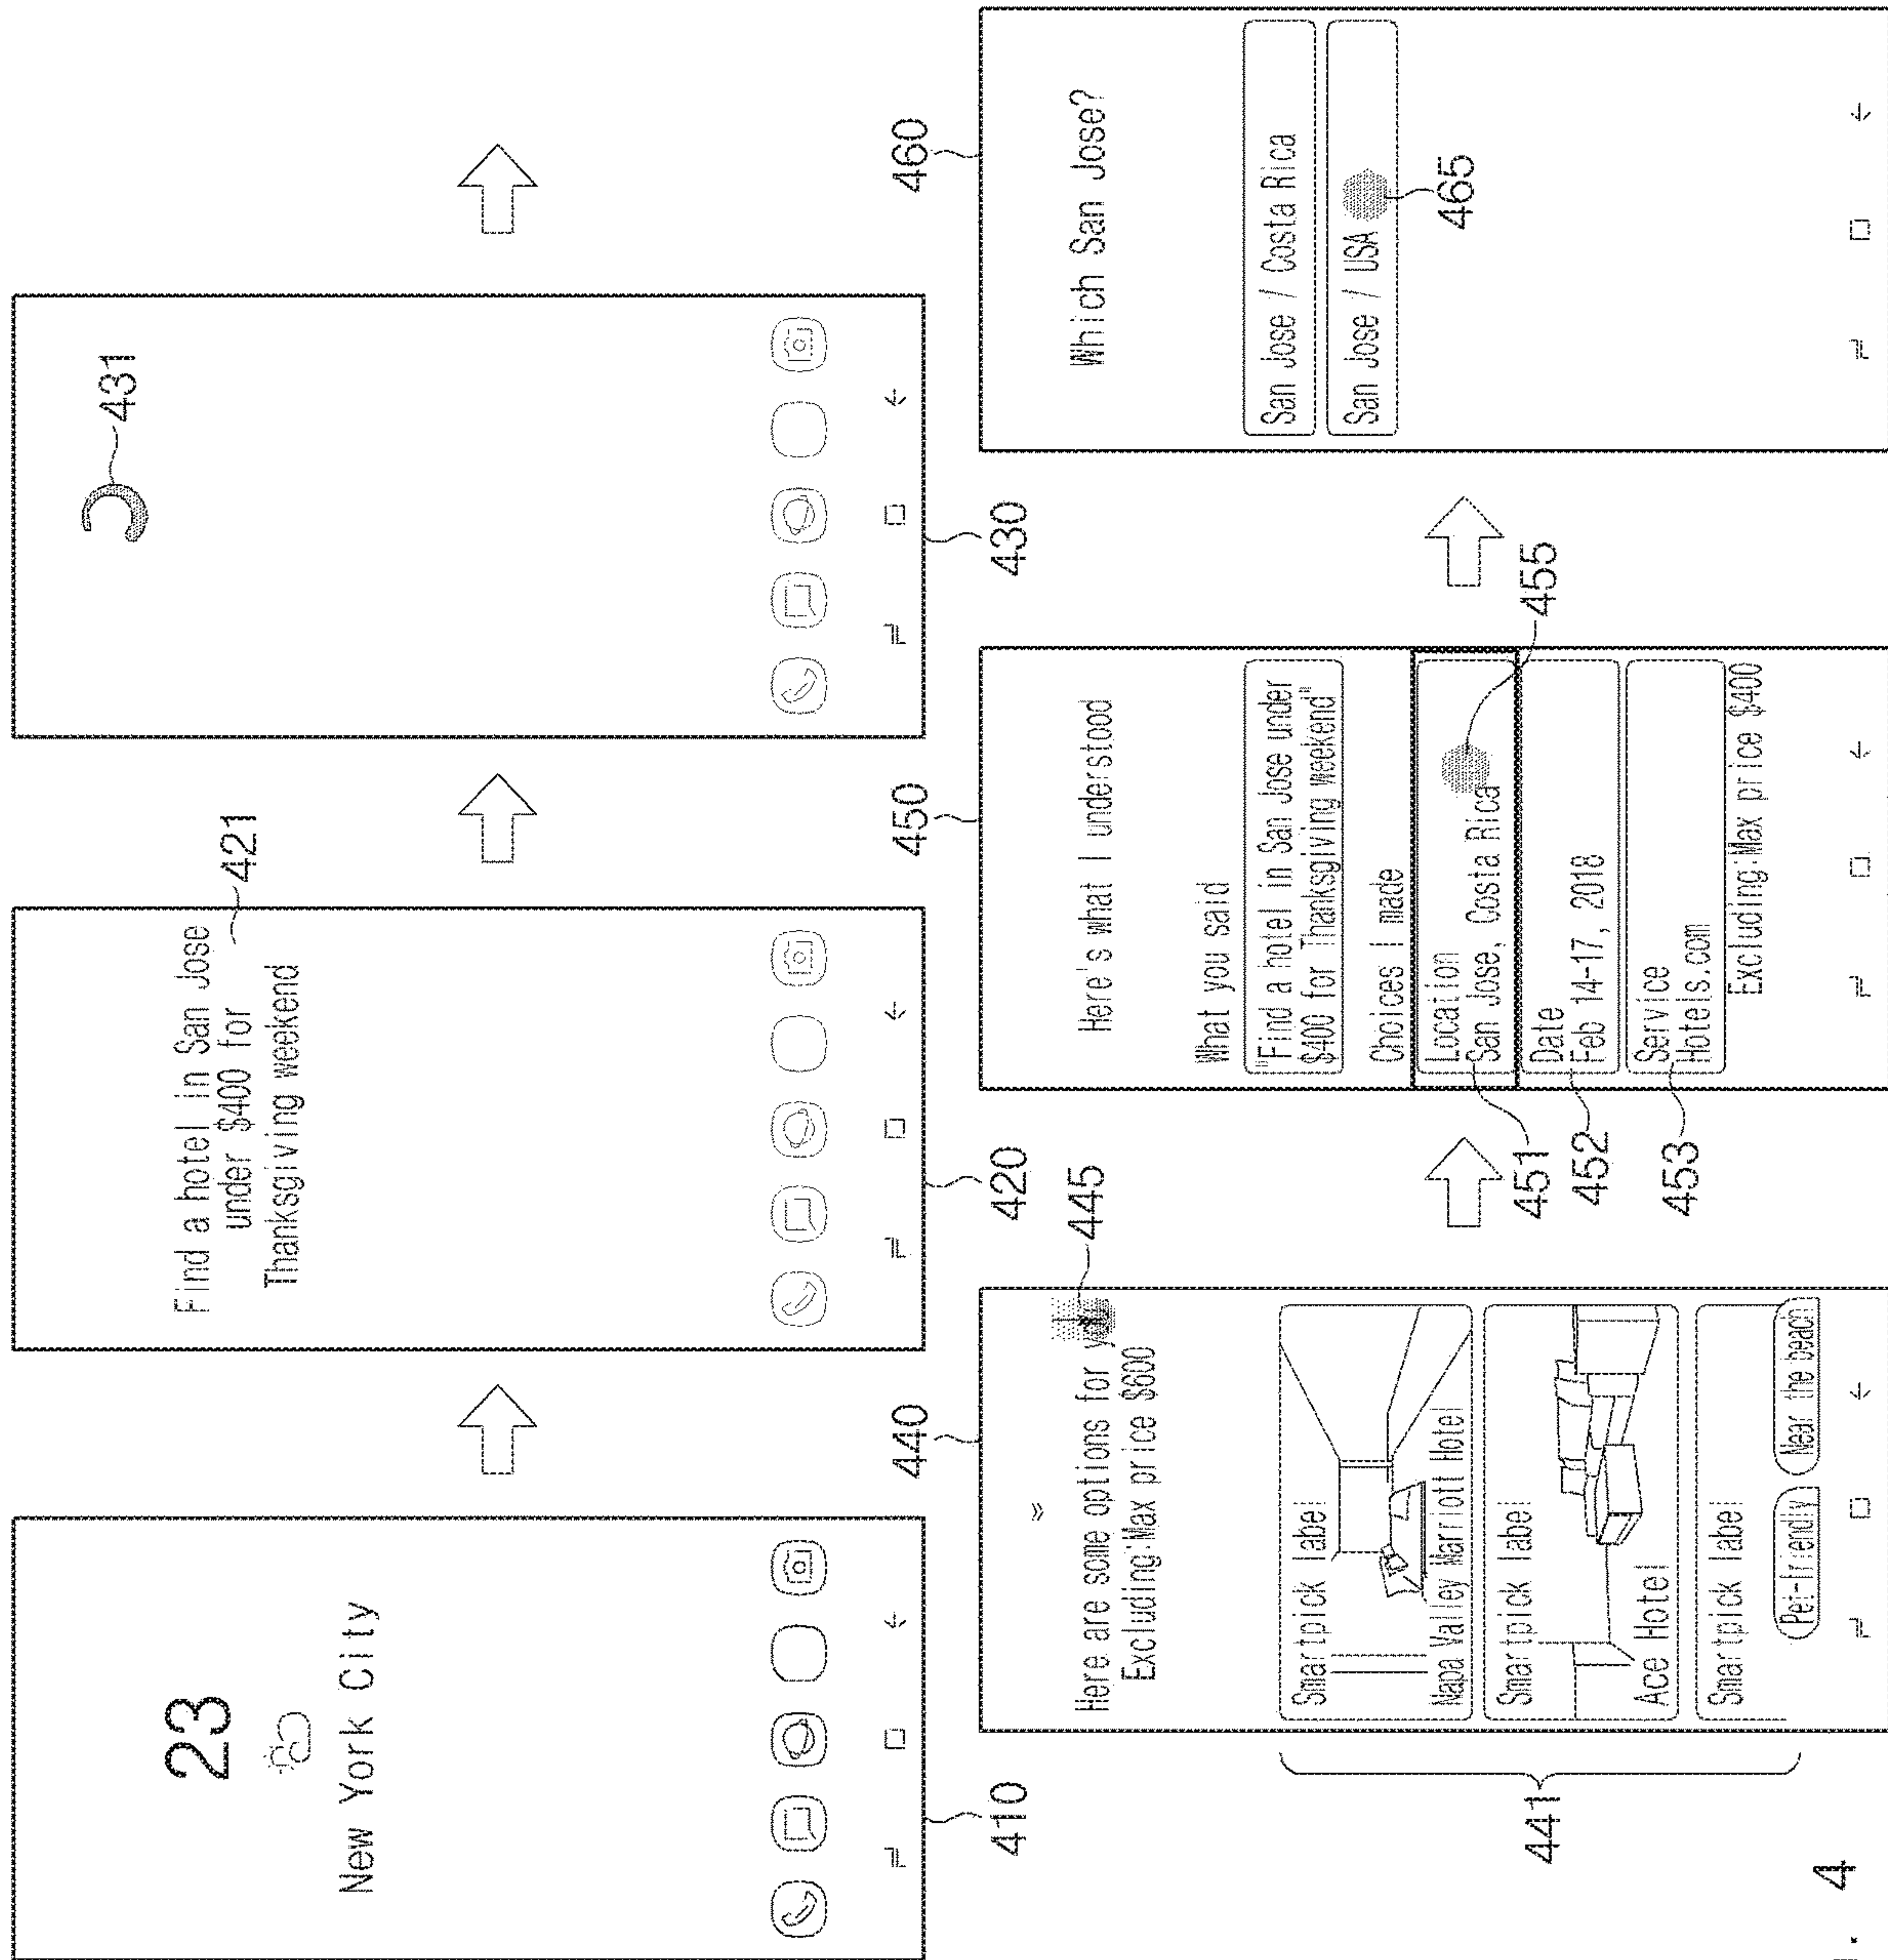 23
New York City
410
Find a hotel in San Jose
under $400 for
Thanksgiving weekend
421
420
431
430
440
Here are some options for
445
Excluding:Max price $600
Smartpick label
Napa Valley Marriott Hotel
Smartpick label
Ace Hotel
Smartpick label
Pet-friendly
Near the beach
441
450
Here's what I understood
What you said
"Find a hotel in San Jose under
$400 for Thanksgiving weekend"
Choices I made
Location
San Jose, Costa Rica
455
451
Date
Feb 14-17, 2018
452
Service
Hotels.com
453
Excluding:Max price $400
460
Which San Jose?
San Jose / Costa Rica
San Jose / USA
465
4